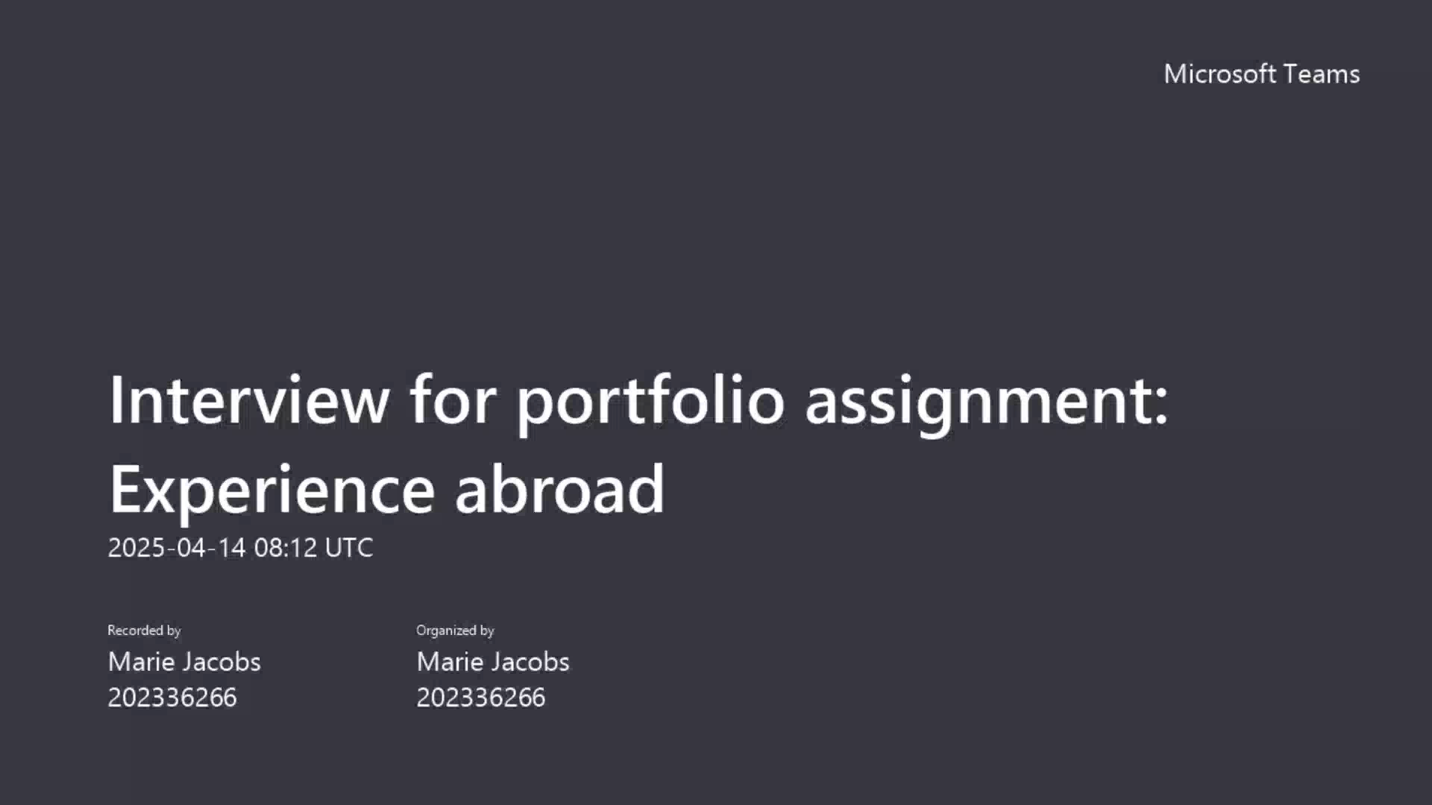 Microsoft Teams
Interview for portfolio assignment:
Experience abroad
2025-04-14 08:12 UTC
Recorded by
Organized by
Marie Jacobs
Marie Jacobs
202336266
202336266